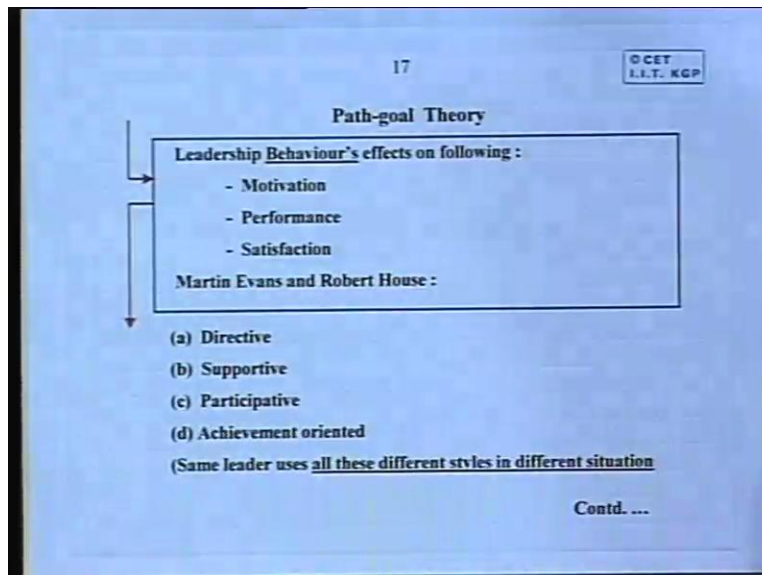 17
© CET
I.I.T. KGP
Path-goal Theory
Leadership Behaviour's effects on following :
- Motivation
- Performance
- Satisfaction
Martin Evans and Robert House :
(a) Directive
(b) Supportive
(c) Participative
(d) Achievement oriented
(Same leader uses all these different styles in different situation
Contd. ...